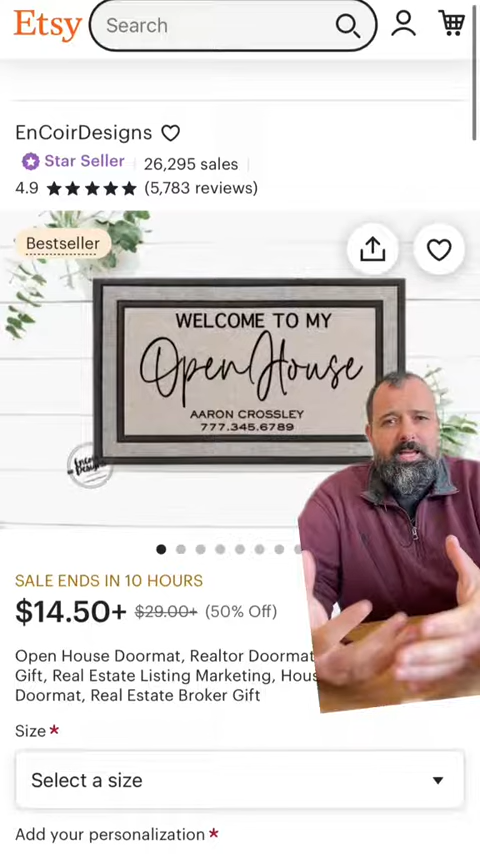 Etsy
Search
EnCoirDesigns
Star Seller
26,295 sales
4.9 ★★★★★ (5,783 reviews)
Bestseller
WELCOME TO MY
Open House
AARON CROSSLEY
777.345.6789
Encoir
Designs
SALE ENDS IN 10 HOURS
$14.50+ $29.00+ (50% Off)
Open House Doormat, Realtor Doormat
Gift, Real Estate Listing Marketing, Hous
Doormat, Real Estate Broker Gift
Size *
Select a size
Add your personalization *